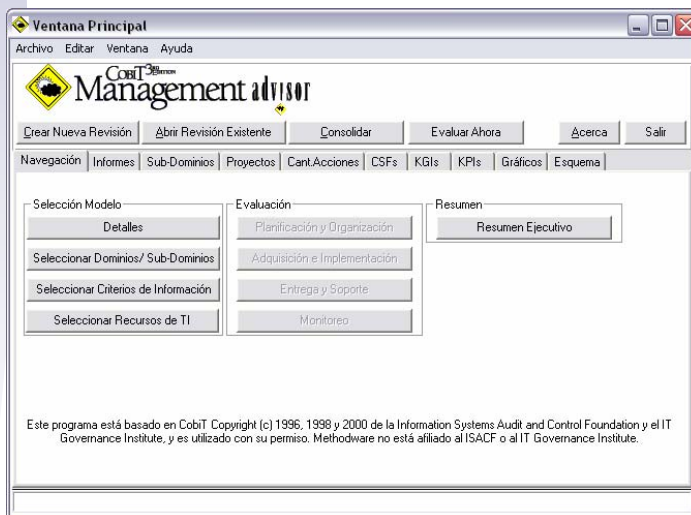 Ventana Principal
Archivo Editar Ventana Ayuda
COBIT 3RD EDITION
Management advisor
Crear Nueva Revisión Abrir Revisión Existente Consolidar Evaluar Ahora Acerca Salir
Navegación Informes Sub-Dominios Proyectos Cant.Acciones CSFs KGIs KPIs Gráficos Esquema
Selección Modelo Evaluación Resumen
Detalles Planificación y Organización Resumen Ejecutivo
Seleccionar Dominios/ Sub-Dominios Adquisición e Implementación
Seleccionar Criterios de Información Entrega y Soporte
Seleccionar Recursos de TI Monitoreo
Este programa está basado en CobiT Copyright (c) 1996, 1998 y 2000 de la Information Systems Audit and Control Foundation y el IT
Governance Institute, y es utilizado con su permiso. Methodware no está afiliado al ISACF o al IT Governance Institute.